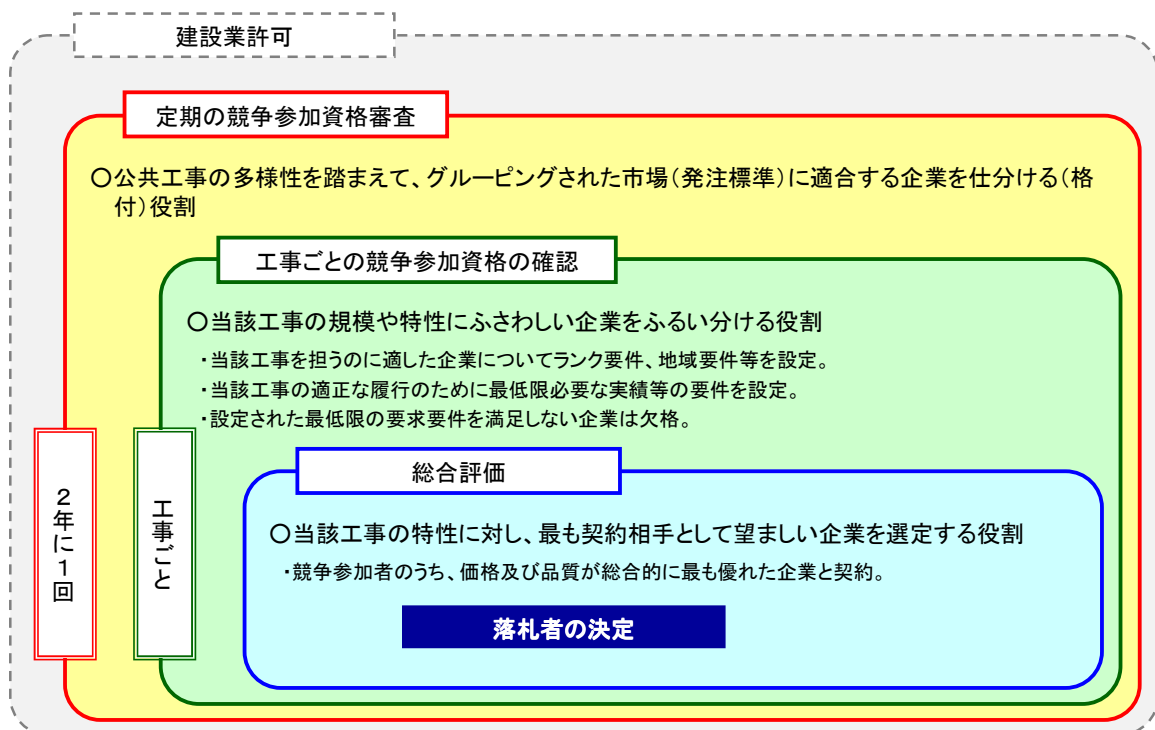 建設業許可
定期の競争参加資格審査
○公共工事の多様性を踏まえて、グルーピングされた市場(発注標準)に適合する企業を仕分ける(格
付)役割
工事ごとの競争参加資格の確認
○当該工事の規模や特性にふさわしい企業をふるい分ける役割
・当該工事を担うのに適した企業についてランク要件、地域要件等を設定。
・当該工事の適正な履行のために最低限必要な実績等の要件を設定。
・設定された最低限の要求要件を満足しない企業は欠格。
2年に1回
工事ごと
総合評価
○当該工事の特性に対し、最も契約相手として望ましい企業を選定する役割
・競争参加者のうち、価格及び品質が総合的に最も優れた企業と契約。
落札者の決定